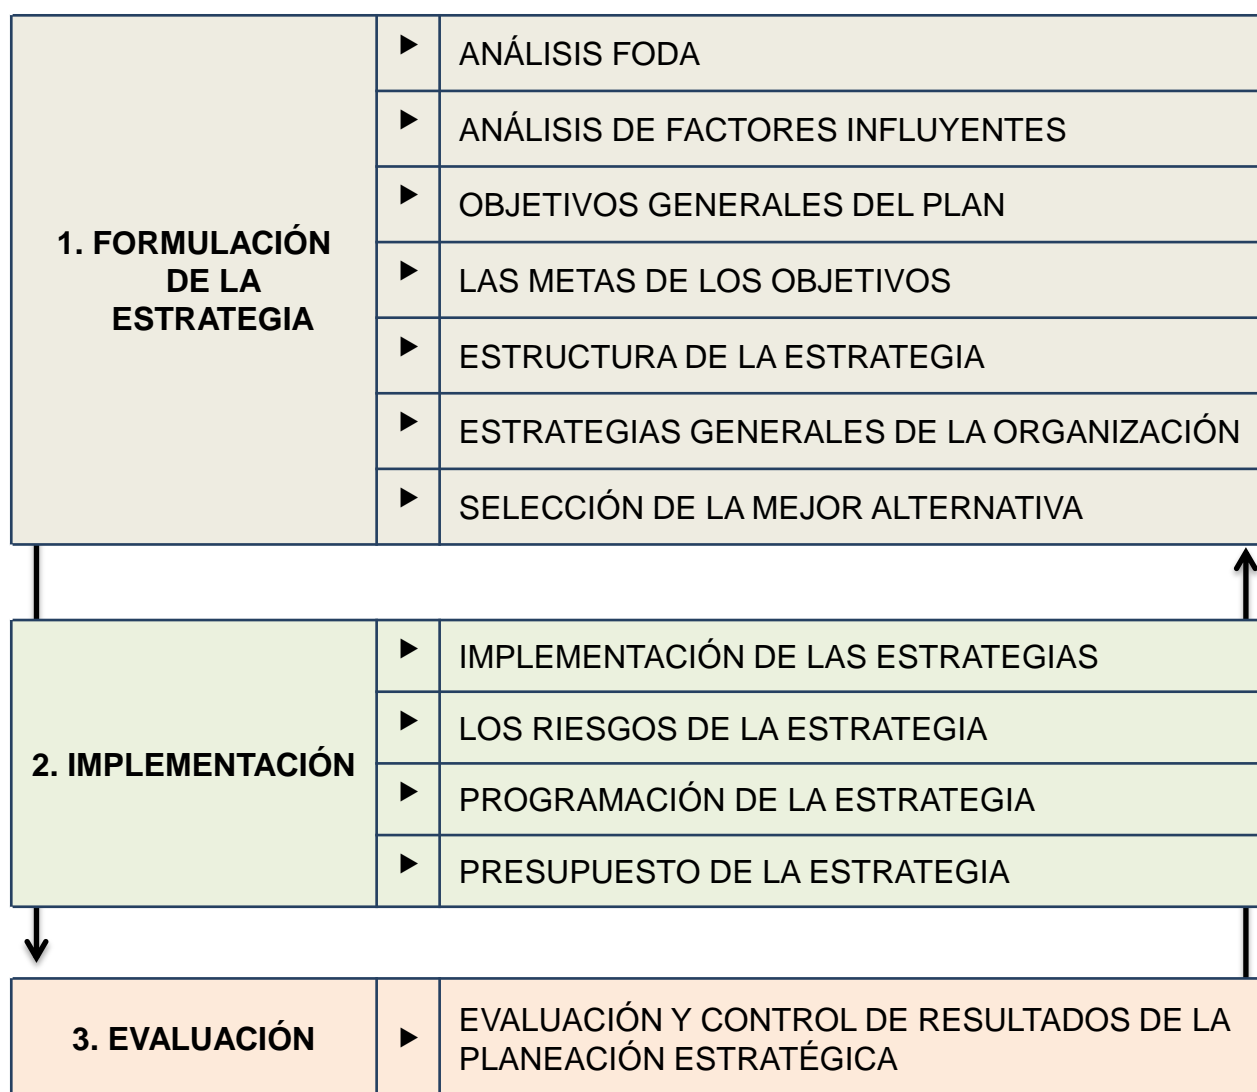 1. FORMULACIÓN
DE LA
ESTRATEGIA
ANÁLISIS FODA
ANÁLISIS DE FACTORES INFLUYENTES
OBJETIVOS GENERALES DEL PLAN
LAS METAS DE LOS OBJETIVOS
ESTRUCTURA DE LA ESTRATEGIA
ESTRATEGIAS GENERALES DE LA ORGANIZACIÓN
SELECCIÓN DE LA MEJOR ALTERNATIVA
2. IMPLEMENTACIÓN
IMPLEMENTACIÓN DE LAS ESTRATEGIAS
LOS RIESGOS DE LA ESTRATEGIA
PROGRAMACIÓN DE LA ESTRATEGIA
PRESUPUESTO DE LA ESTRATEGIA
3. EVALUACIÓN
EVALUACIÓN Y CONTROL DE RESULTADOS DE LA
PLANEACIÓN ESTRATÉGICA